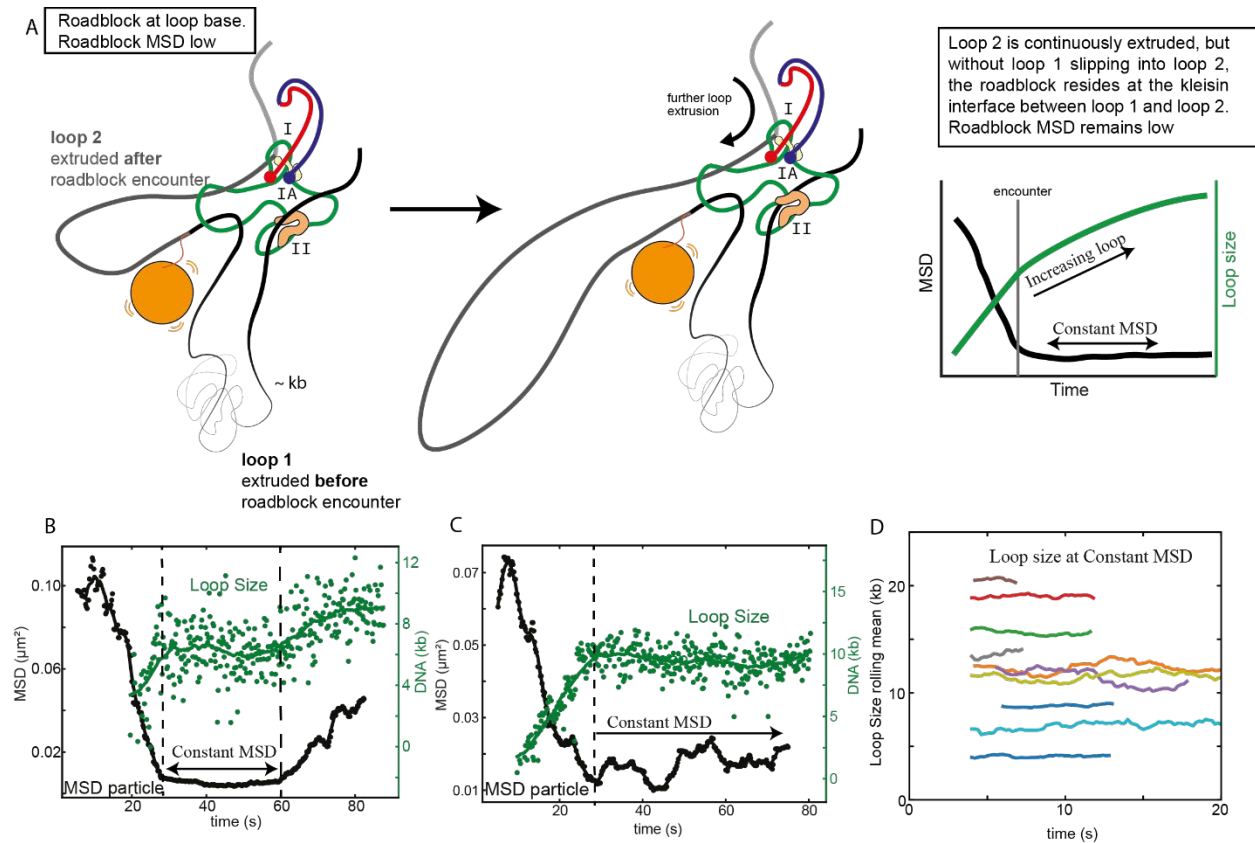 A
Roadblock at loop base.
Roadblock MSD low
loop 2
extruded after
roadblock encounter
I
IA
II
~ kb
loop 1
extruded before
roadblock encounter
further loop
extrusion
I
IA
II
Loop 2 is continuously extruded, but
without loop 1 slipping into loop 2,
the roadblock resides at the kleisin
interface between loop 1 and loop 2.
Roadblock MSD remains low
encounter
MSD
Increasing loop
Constant MSD
Loop size
Time
B
MSD (µm²)
0.10
0.06
0.02
Loop Size
Constant MSD
MSD particle
12
8
4
0
DNA (kb)
20
40
60
80
time (s)
C
MSD (µm²)
0.07
0.05
0.03
0.01
Loop Size
Constant MSD
MSD particle
15
10
5
0
DNA (kb)
20
40
60
80
time (s)
D
Loop size at Constant MSD
Loop Size rolling mean (kb)
20
10
0
0
10
20
time (s)